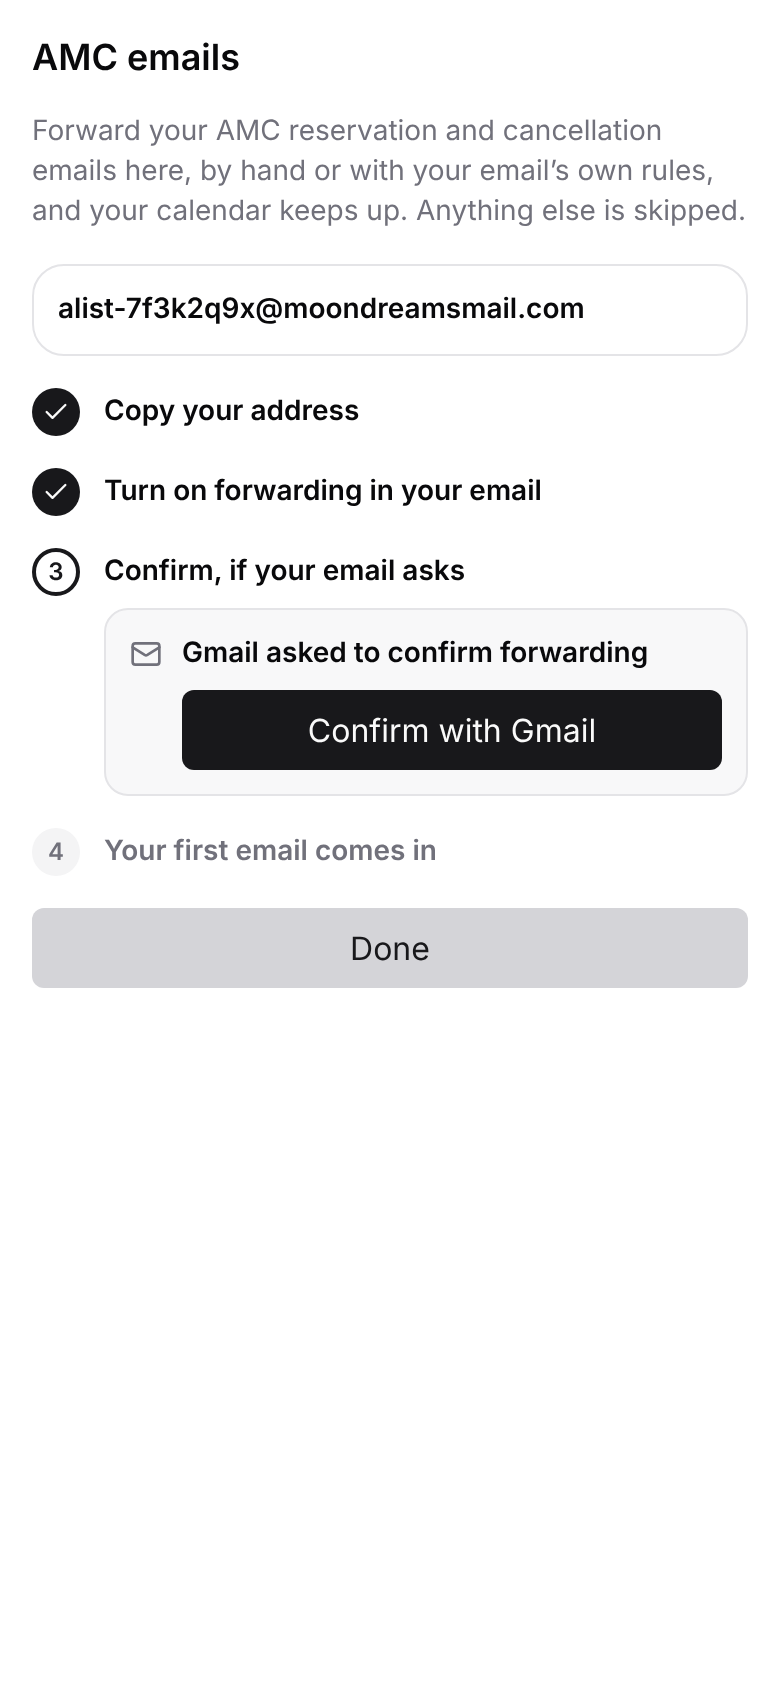 AMC emails
Forward your AMC reservation and cancellation
emails here, by hand or with your email’s own rules,
and your calendar keeps up. Anything else is skipped.
alist-7f3k2q9x@moondreamsmail.com
Copy your address
Turn on forwarding in your email
3 Confirm, if your email asks
Gmail asked to confirm forwarding
Confirm with Gmail
4 Your first email comes in
Done